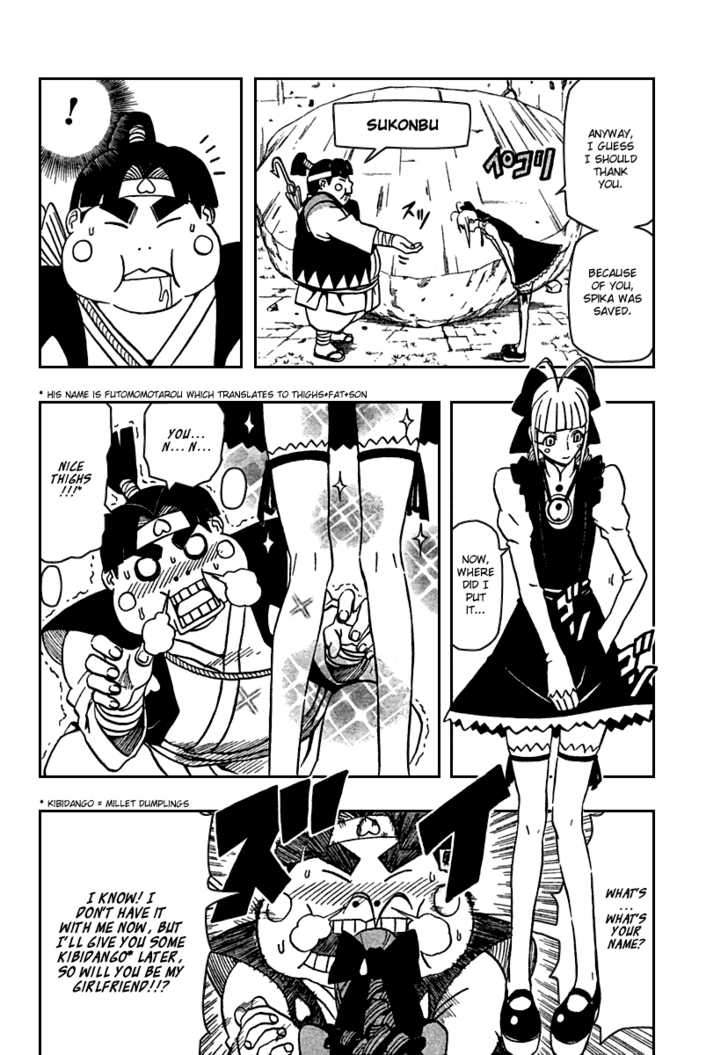 ANYWAY,
I GUESS
I SHOULD
THANK
YOU.
BECAUSE
OF YOU,
SPIKA WAS
SAVED.
SUKONBU
ペコリ
スッ
!
* HIS NAME IS FUTOMOMOTAROU WHICH TRANSLATES TO THIGHS*FAT*SON
NOW,
WHERE
DID I
PUT
IT...
YOU...
N... N...
NICE
THIGHS
!!!*
* KIBIDANGO = MILLET DUMPLINGS
WHAT'S
...
WHAT'S
YOUR
NAME?
I KNOW! I
DON'T HAVE IT
WITH ME NOW, BUT
I'LL GIVE YOU SOME
KIBIDANGO* LATER,
SO WILL YOU BE MY
GIRLFRIEND!!?